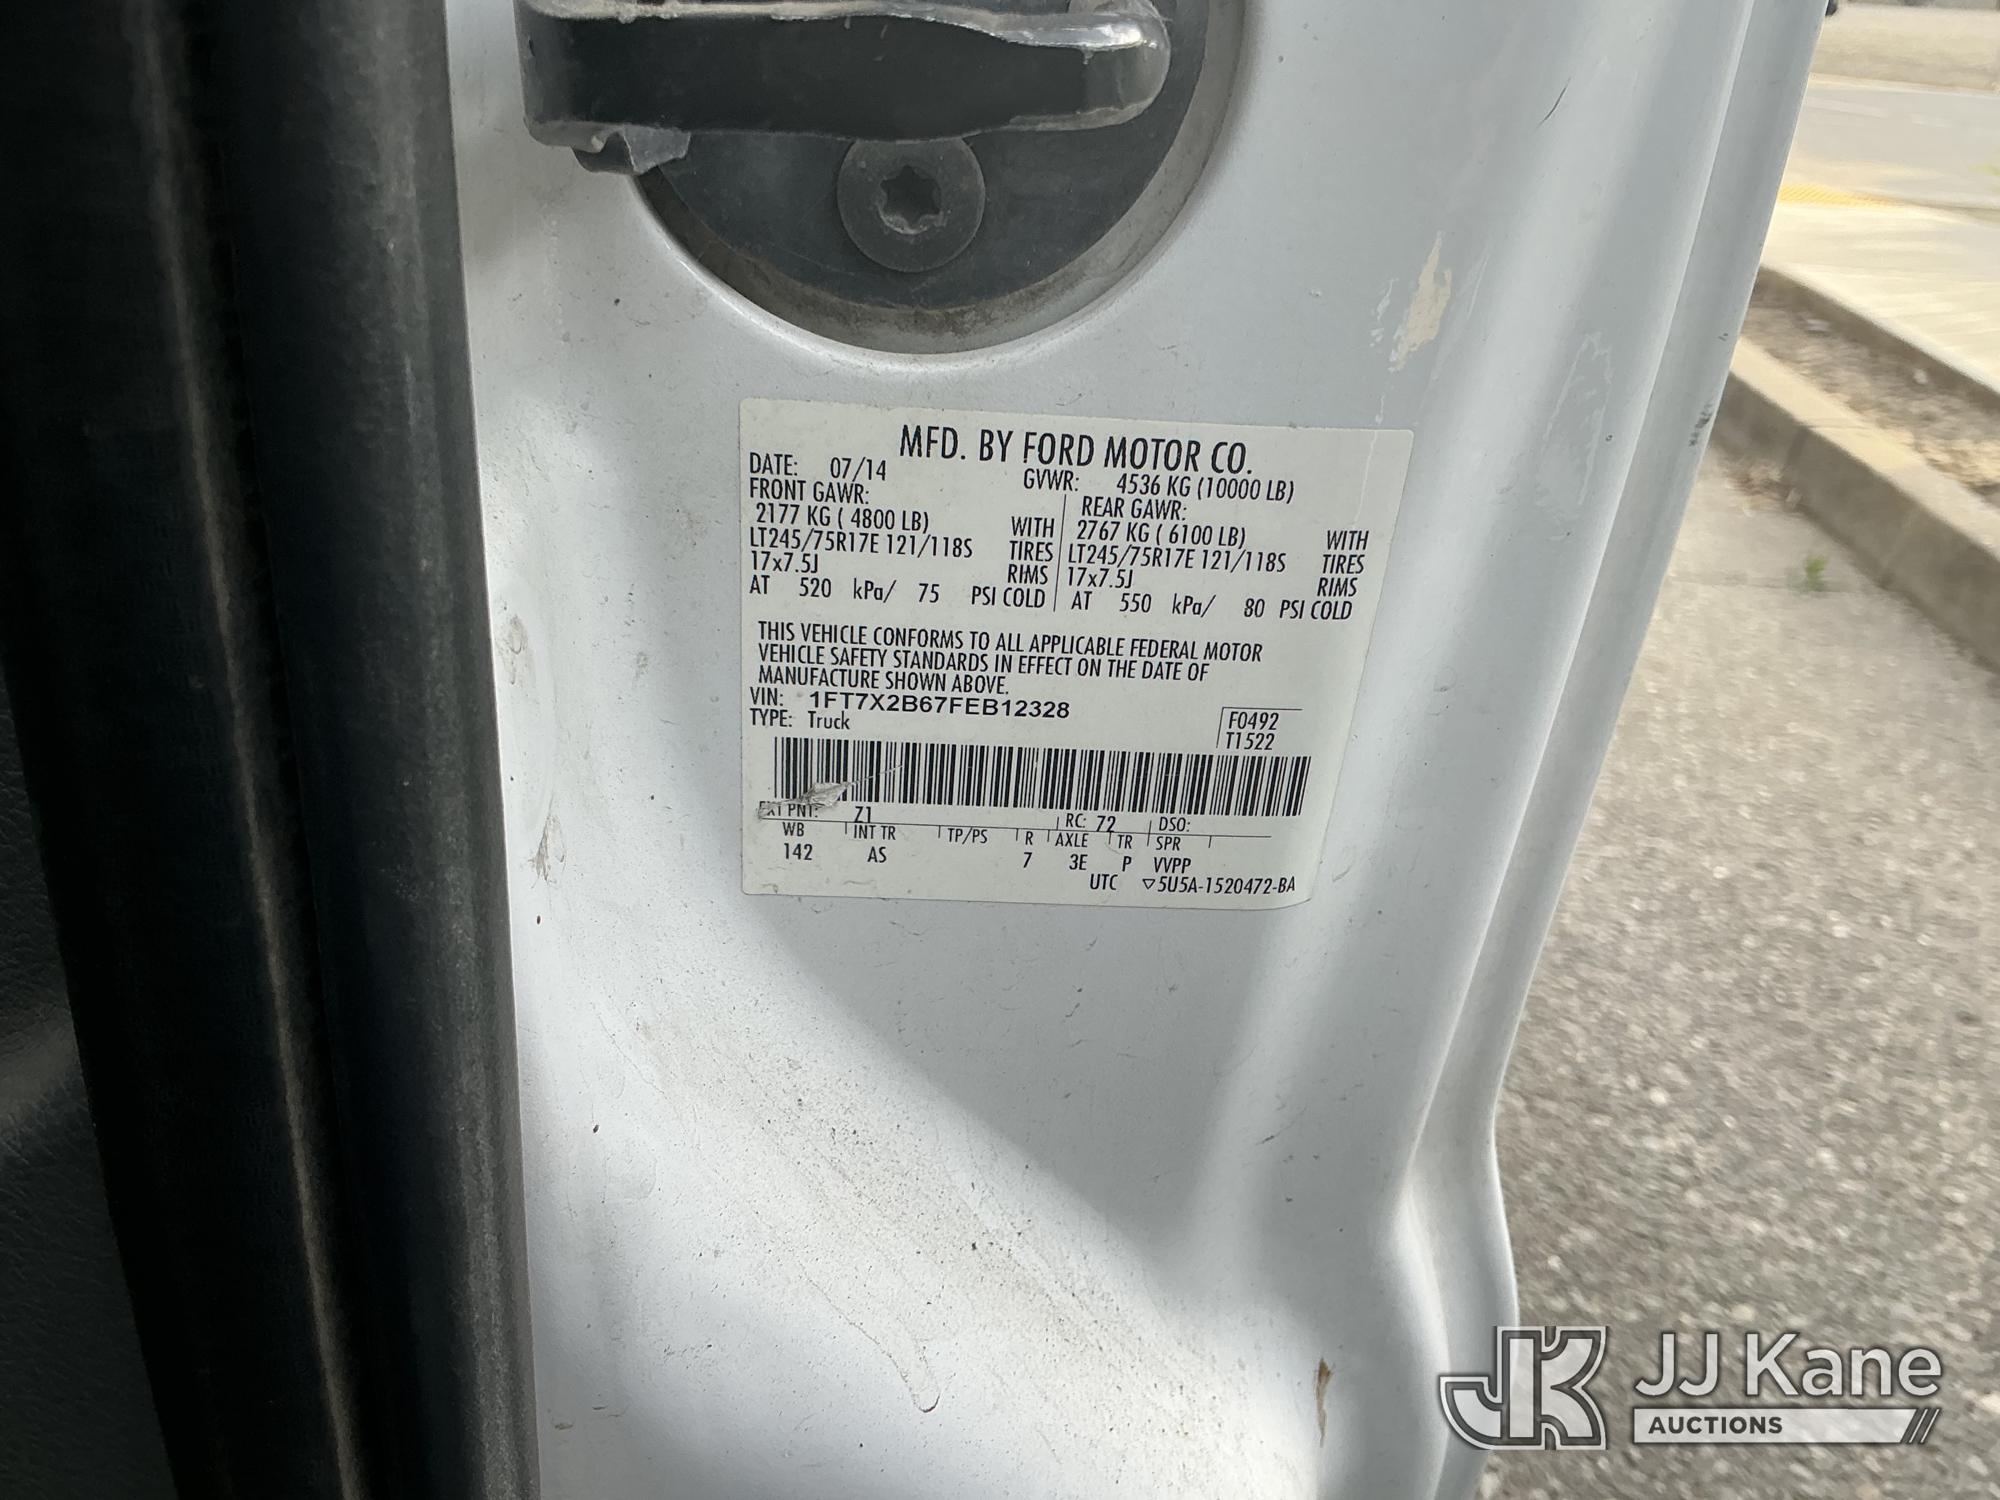 MFD. BY FORD MOTOR CO.
DATE: 07/14 GVWR: 4536 KG (10000 LB)
FRONT GAWR: REAR GAWR:
2177 KG ( 4800 LB) WITH 2767 KG ( 6100 LB) WITH
LT245/75R17E 121/118S TIRES LT245/75R17E 121/118S TIRES
17x7.5J RIMS 17x7.5J RIMS
AT 520 kPa/ 75 PSI COLD AT 550 kPa/ 80 PSI COLD
THIS VEHICLE CONFORMS TO ALL APPLICABLE FEDERAL MOTOR
VEHICLE SAFETY STANDARDS IN EFFECT ON THE DATE OF
MANUFACTURE SHOWN ABOVE.
VIN: 1FT7X2B67FEB12328
TYPE: Truck
F0492
T1522
EXT PNT: Z1 RC: 72 DSO:
WB INT TR TP/PS R AXLE TR SPR
142 AS 7 3E P VVPP
UTC ▽5U5A-1520472-BA
JK JJ Kane
AUCTIONS